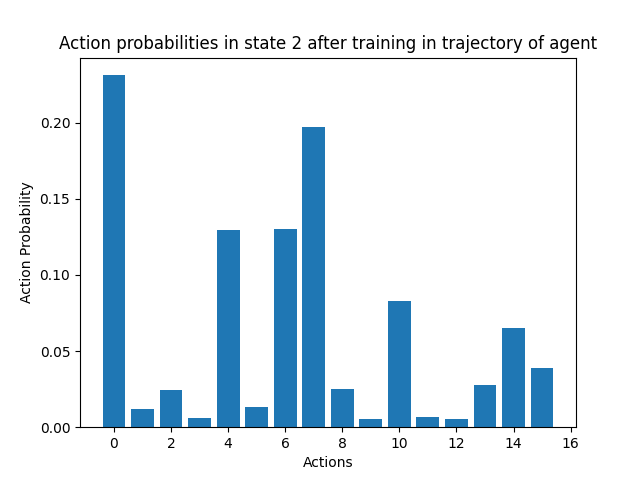 Action probabilities in state 2 after training in trajectory of agent
Action Probability
0.20
0.15
0.10
0.05
0.00
0 2 4 6 8 10 12 14 16
Actions